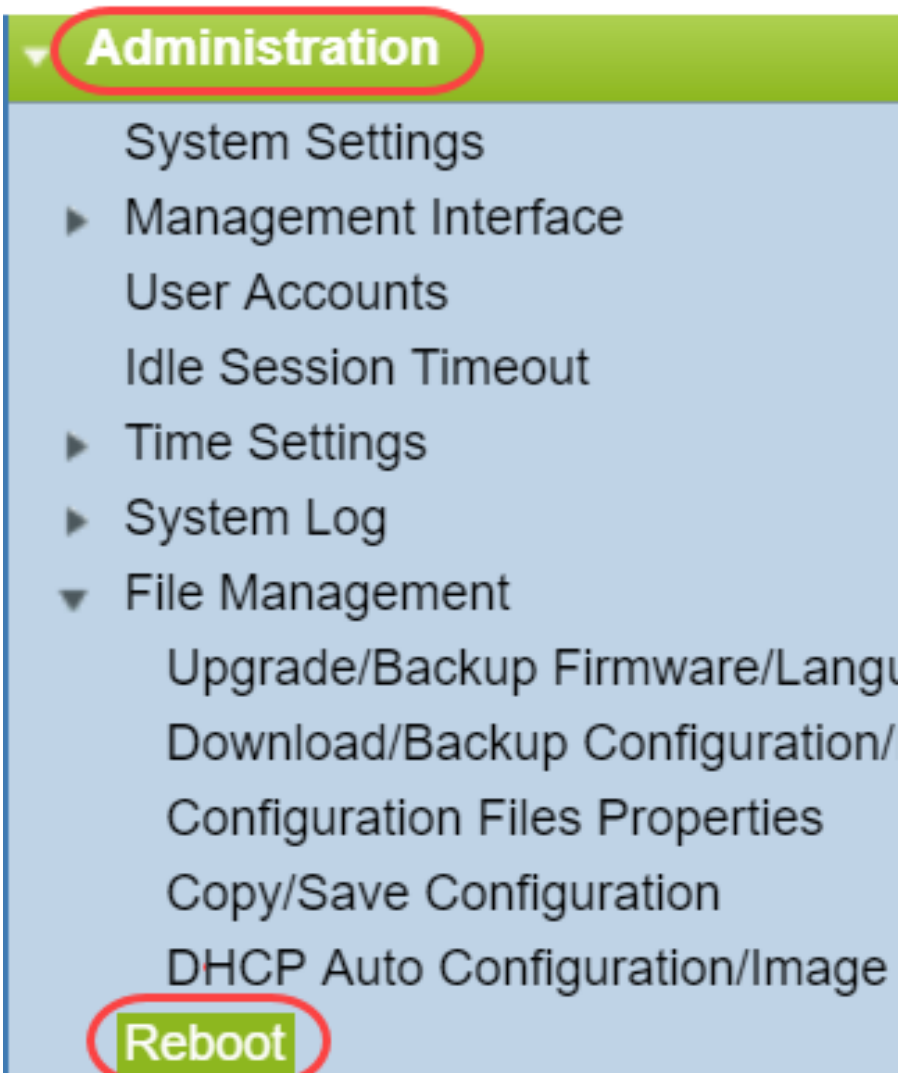 Administration
System Settings
Management Interface
User Accounts
Idle Session Timeout
Time Settings
System Log
File Management
Upgrade/Backup Firmware/Langu
Download/Backup Configuration/
Configuration Files Properties
Copy/Save Configuration
DHCP Auto Configuration/Image
Reboot